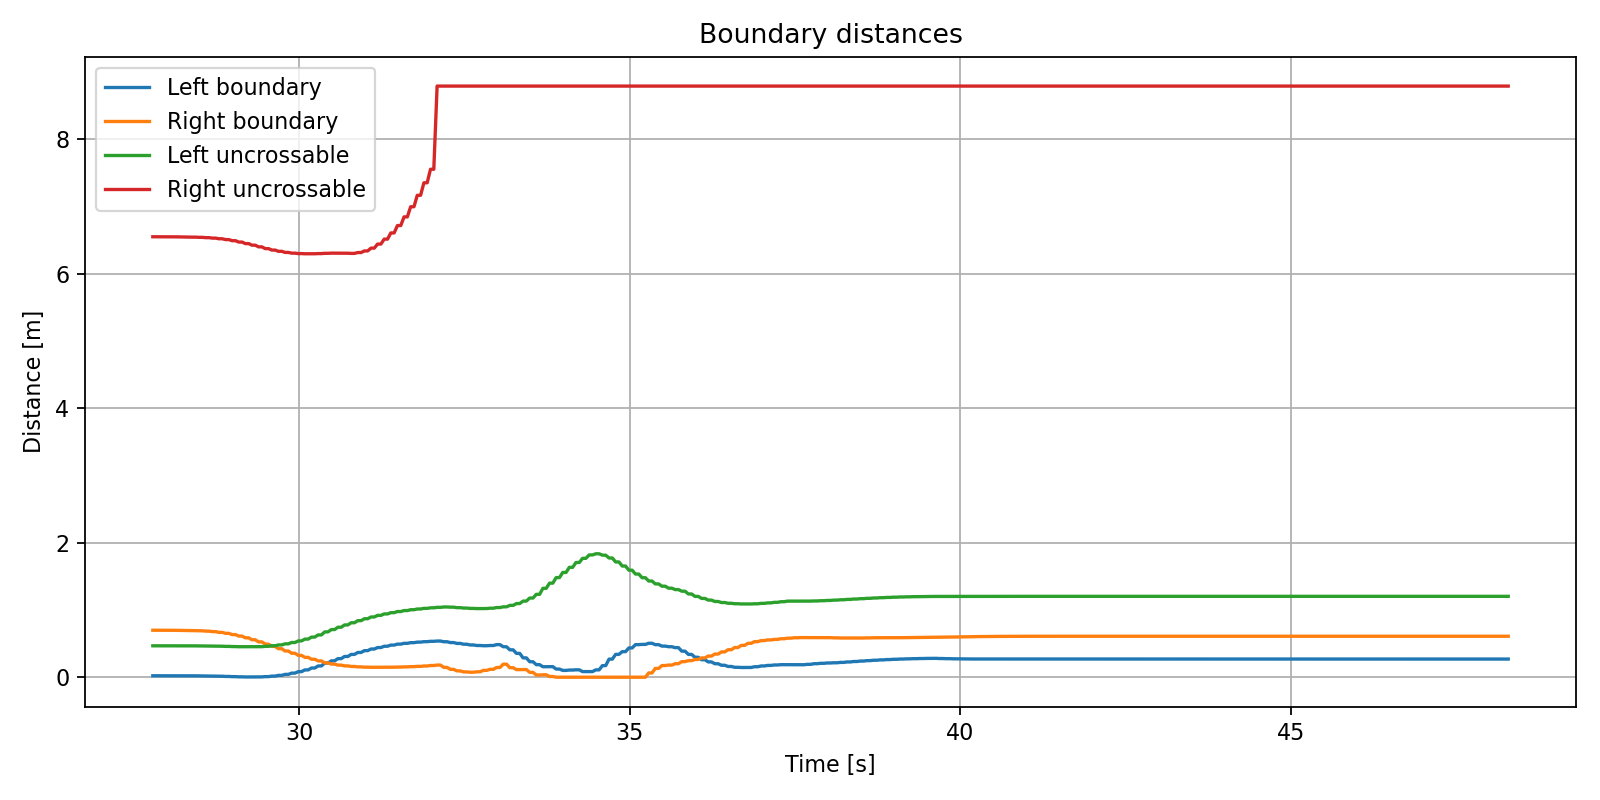 Boundary distances
Left boundary
Right boundary
Left uncrossable
Right uncrossable
Distance [m]
8
6
4
2
0
30 35 40 45
Time [s]